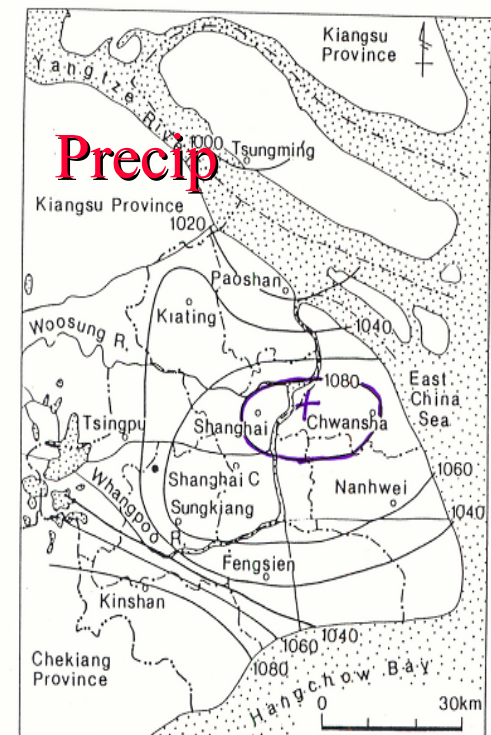 Kiangsu
Province
Yangtze River
Precip
1000
Tsungming
Kiangsu Province
1020
Paoshan
Kiating
1040
Woosung R.
1080
East
China
Sea
Tsingpu
Shanghai
Chwansha
+
1060
Whangpoo R.
Shanghai C
Nanhwei
Sungkiang
1040
Fengsien
Kinshan
1040
1060
1080
Chekiang
Province
Hangchow Bay
0 30km